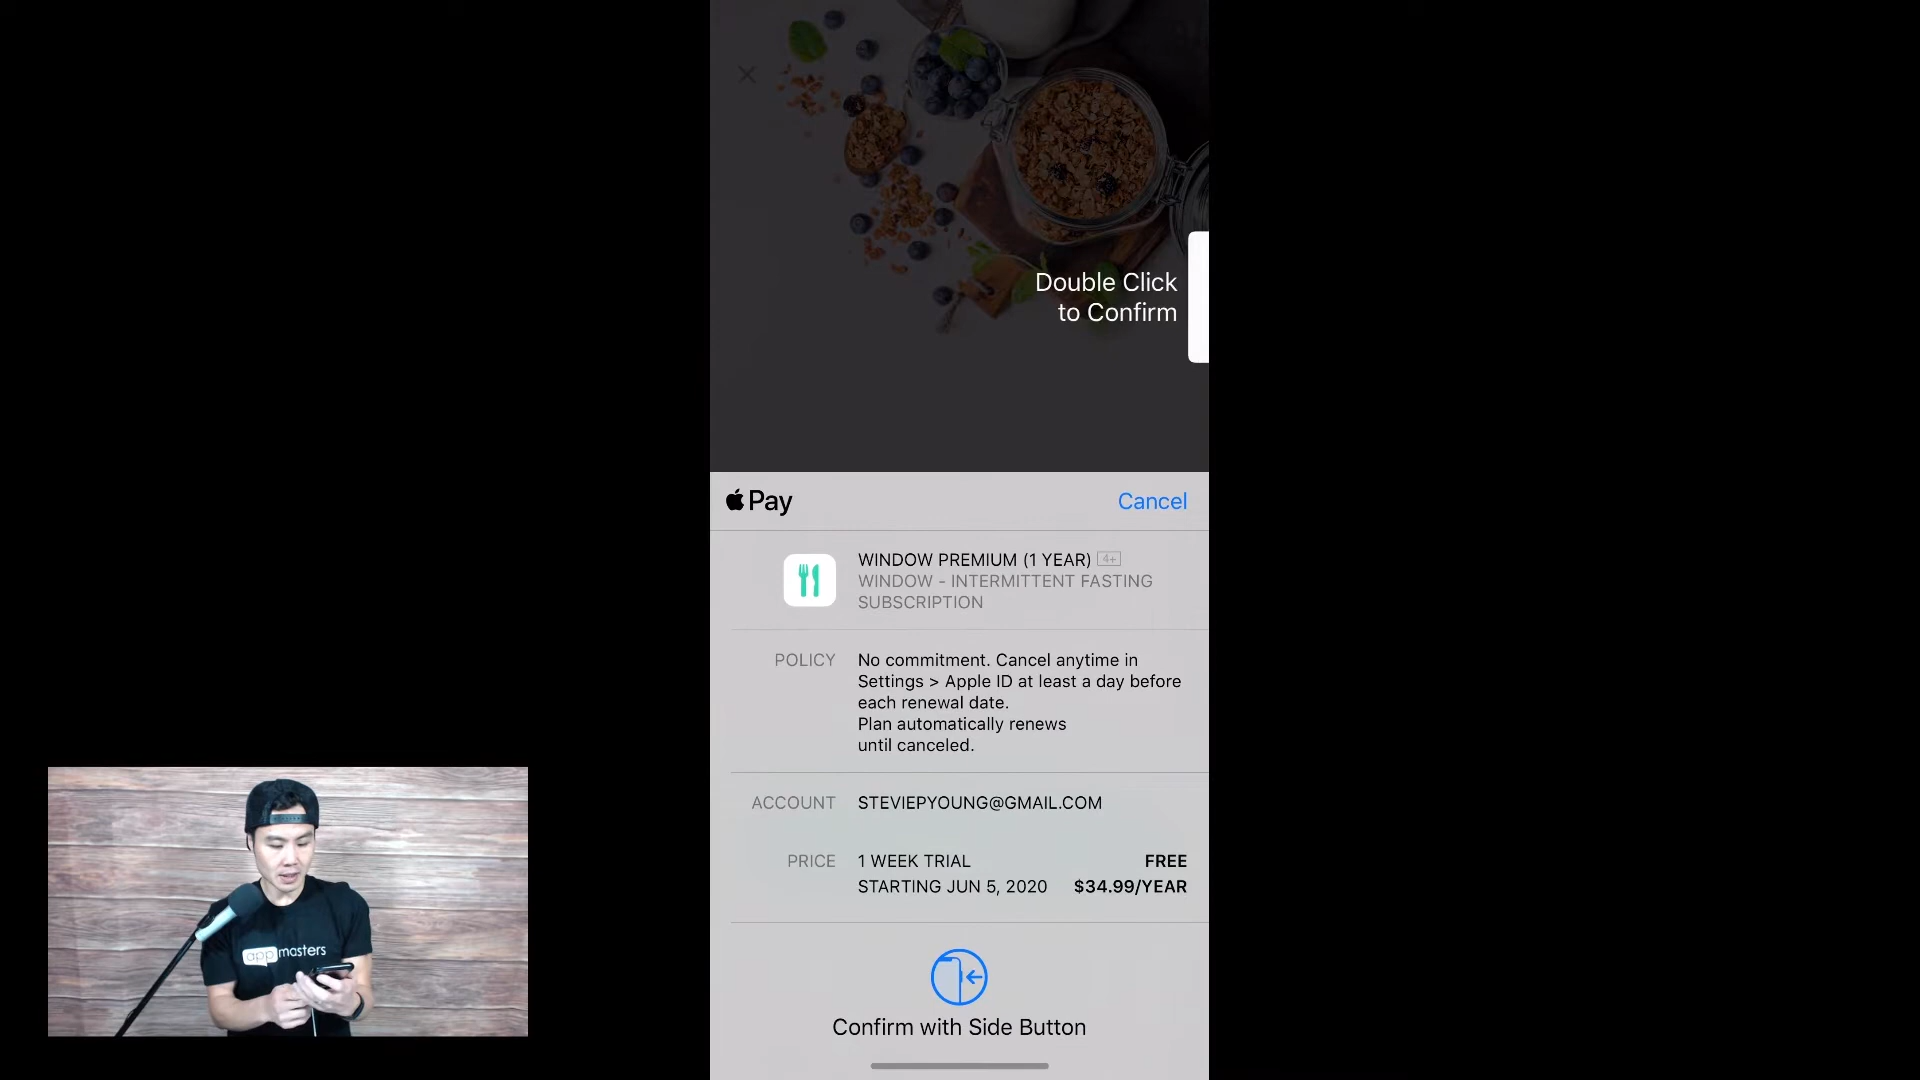 Double Click
to Confirm
Pay
Cancel
WINDOW PREMIUM (1 YEAR) 4+
WINDOW - INTERMITTENT FASTING
SUBSCRIPTION
POLICY
No commitment. Cancel anytime in
Settings > Apple ID at least a day before
each renewal date.
Plan automatically renews
until canceled.
ACCOUNT
STEVIEPYOUNG@GMAIL.COM
PRICE
1 WEEK TRIAL
FREE
STARTING JUN 5, 2020
$34.99/YEAR
Confirm with Side Button
app masters